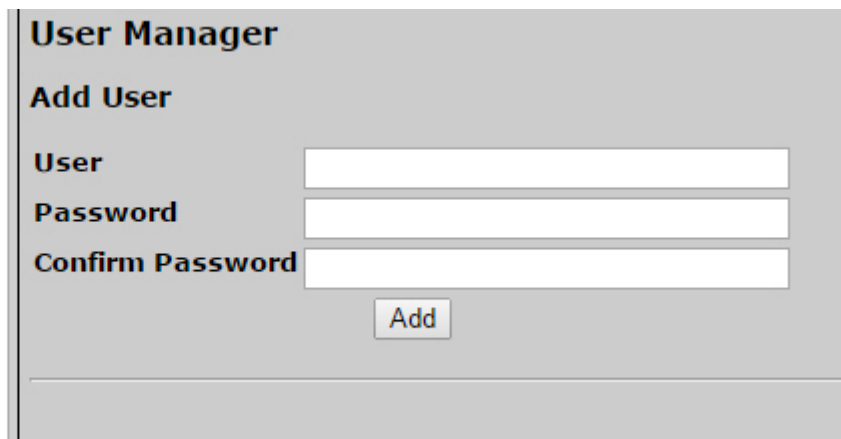 User Manager
Add User
User
Password
Confirm Password
Add